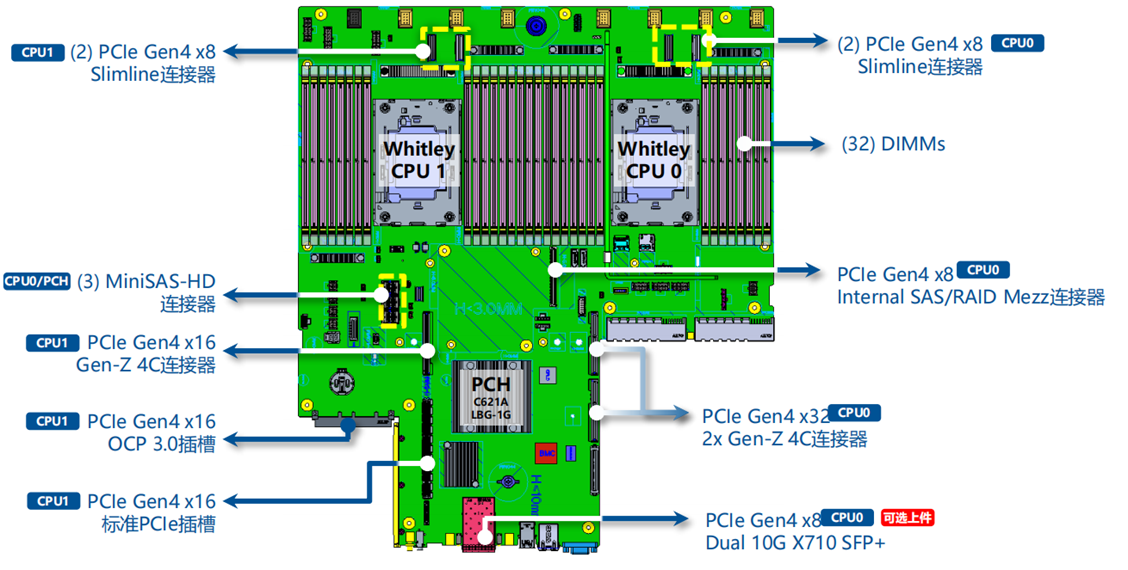 CPU1 (2) PCIe Gen4 x8
Slimline连接器
(2) PCIe Gen4 x8 CPU0
Slimline连接器
Whitley
CPU 1
Whitley
CPU 0
(32) DIMMs
CPU0/PCH (3) MiniSAS-HD
连接器
PCIe Gen4 x8 CPU0
Internal SAS/RAID Mezz连接器
H<3.0MM
CPU1 PCIe Gen4 x16
Gen-Z 4C连接器
PCH
C621A
LBG-1G
CPU1 PCIe Gen4 x16
OCP 3.0插槽
PCIe Gen4 x32 CPU0
2x Gen-Z 4C连接器
BMC
CPU1 PCIe Gen4 x16
标准PCIe插槽
H<10m
PCIe Gen4 x8 CPU0 可选上件
Dual 10G X710 SFP+